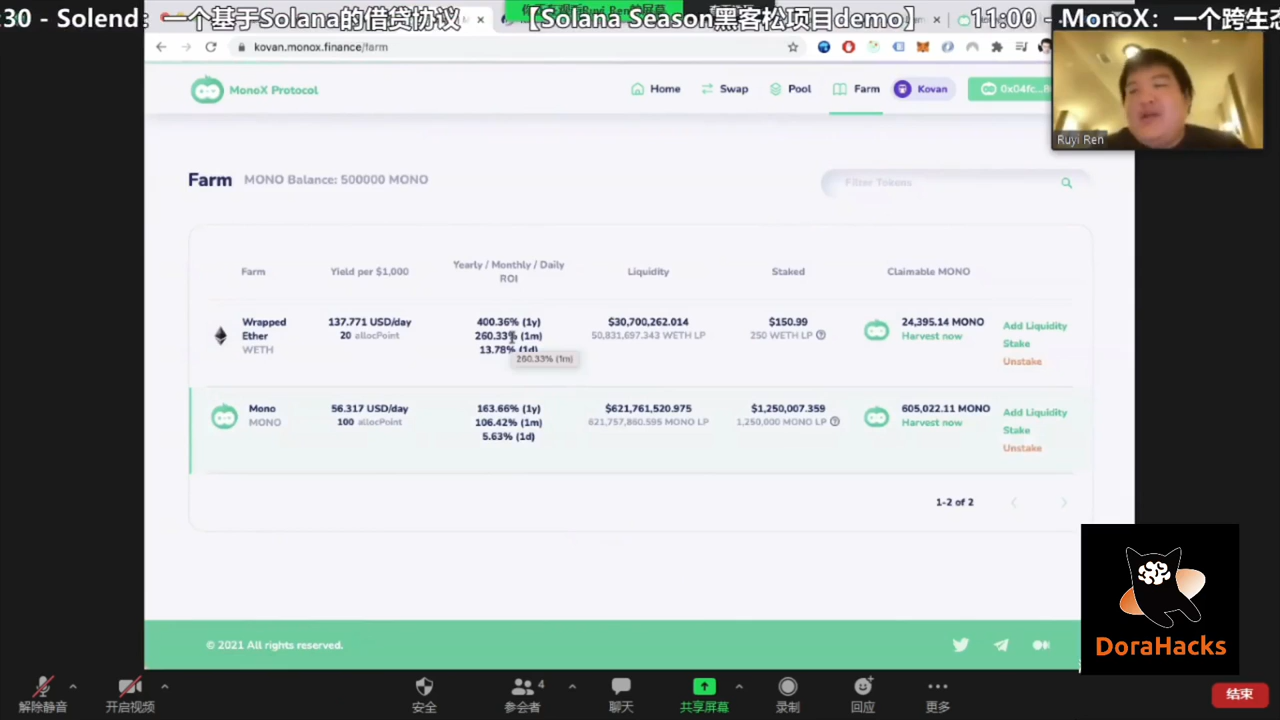 :30 - Solend：一个基于Solana的借贷协议 【Solana Season黑客松项目demo】 11:00 - MonoX：一个跨生态
kovan.monox.finance/farm
MonoX Protocol
Home Swap Pool Farm Kovan 0x04fc...8
Ruyi Ren
Farm MONO Balance: 500000 MONO
Filter Tokens
Farm Yield per $1,000 Yearly / Monthly / Daily ROI Liquidity Staked Claimable MONO
Wrapped Ether WETH
137.771 USD/day
20 allocPoint
400.36% (1y)
260.33% (1m)
13.78% (1d)
260.33% (1m)
$30,700,262.014
50,831,697.343 WETH LP
$150.99
250 WETH LP
24,395.14 MONO
Harvest now
Add Liquidity
Stake
Unstake
Mono
MONO
56.317 USD/day
100 allocPoint
163.66% (1y)
106.42% (1m)
5.63% (1d)
$621,761,520.975
621,757,860.595 MONO LP
$1,250,007.359
1,250,000 MONO LP
605,022.11 MONO
Harvest now
Add Liquidity
Stake
Unstake
1-2 of 2
© 2021 All rights reserved.
DoraHacks
解除静音 开启视频 安全 参会者 4 聊天 共享屏幕 录制 回应 更多 结束